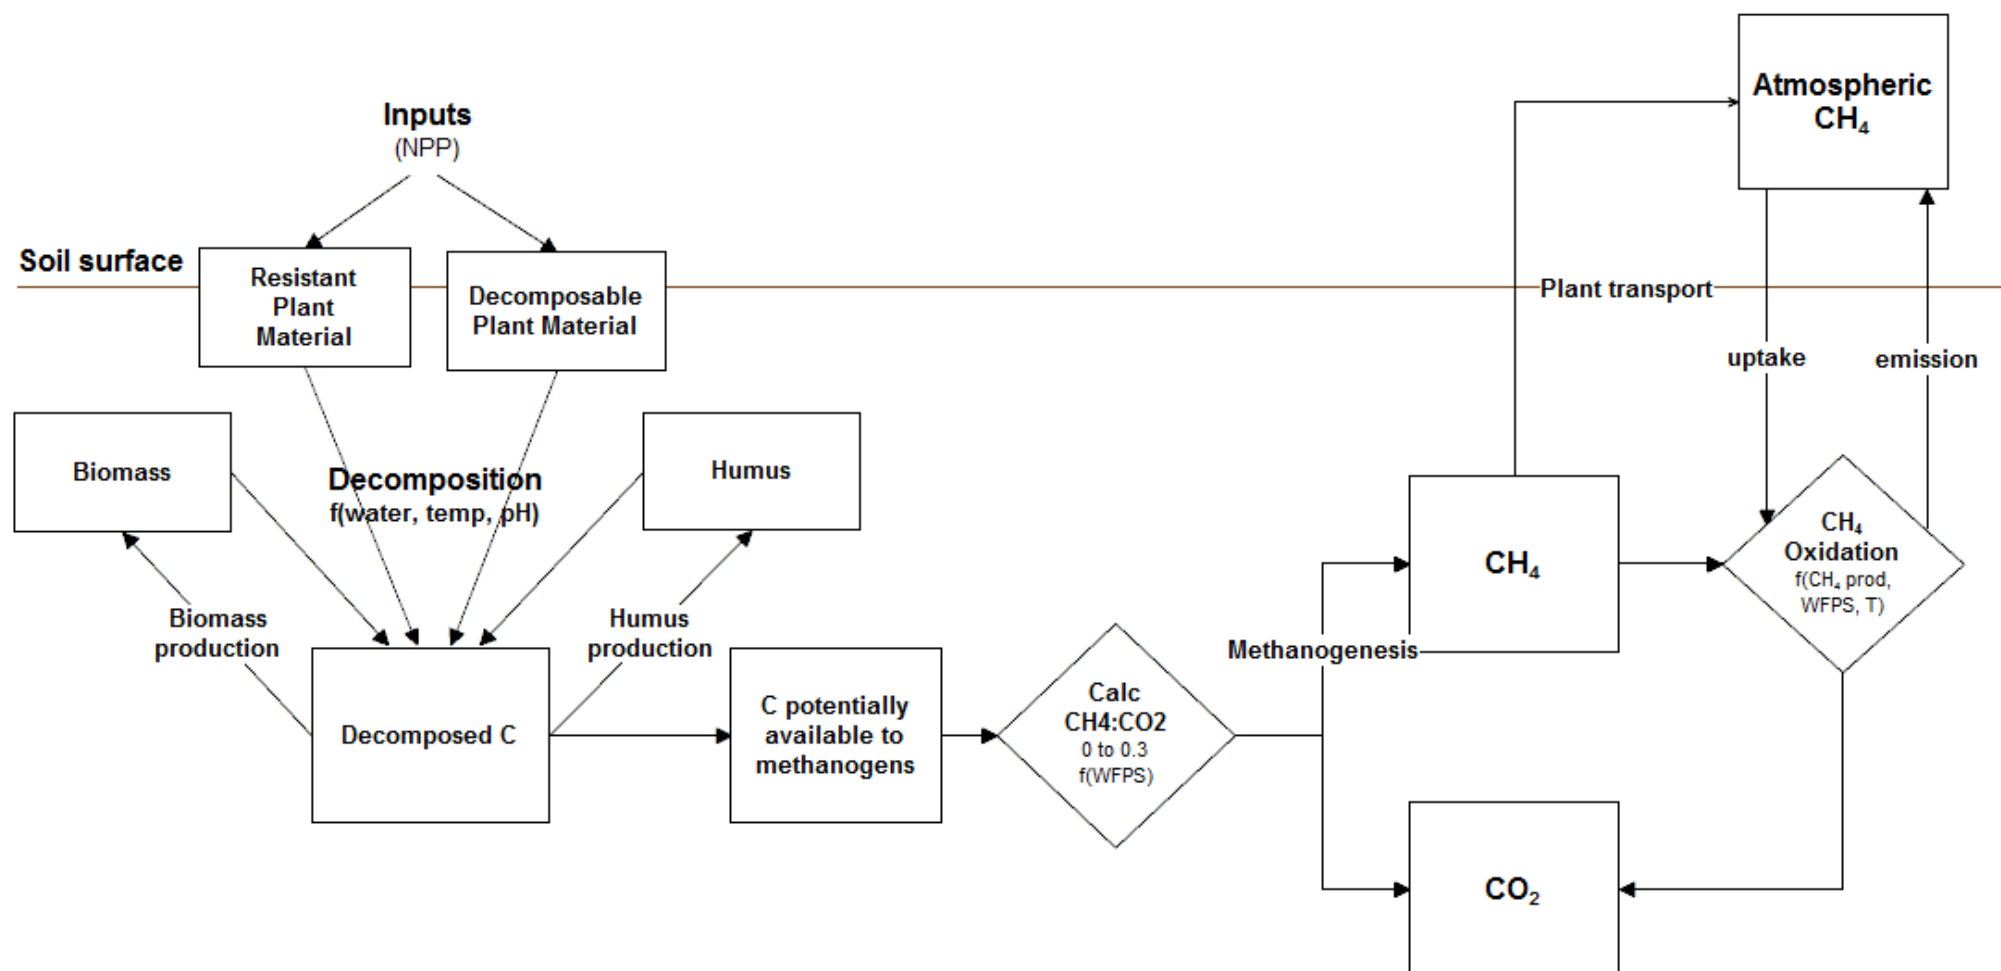 Inputs
(NPP)
Soil surface
Resistant
Plant
Material
Decomposable
Plant Material
Biomass
Decomposition
f(water, temp, pH)
Humus
Biomass
production
Humus
production
Decomposed C
C potentially
available to
methanogens
Calc
CH4:CO2
0 to 0.3
f(WFPS)
Methanogenesis
CH₄
CO₂
Plant transport
Atmospheric
CH₄
uptake
emission
CH₄
Oxidation
f(CH₄ prod,
WFPS, T)